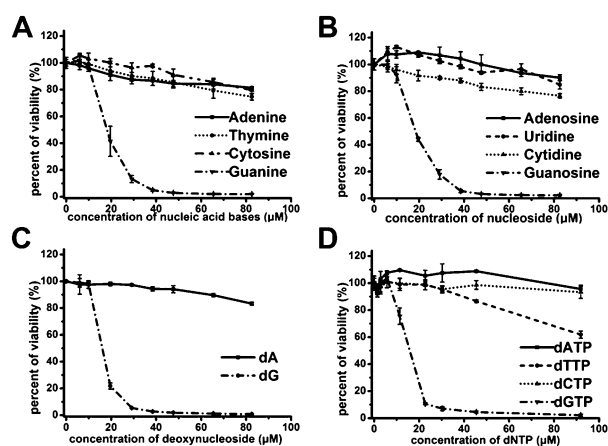 A
percent of viability (%)
120
100
80
60
40
20
0
Adenine
Thymine
Cytosine
Guanine
0 20 40 60 80 100
concentration of nucleic acid bases (µM)
B
percent of viability (%)
120
100
80
60
40
20
0
Adenosine
Uridine
Cytidine
Guanosine
0 20 40 60 80 100
concentration of nucleoside (µM)
C
percent of viability (%)
120
100
80
60
40
20
0
dA
dG
0 20 40 60 80 100
concentration of deoxynucleoside (µM)
D
percent of viability (%)
120
100
80
60
40
20
0
dATP
dTTP
dCTP
dGTP
0 20 40 60 80 100
concentration of dNTP (µM)